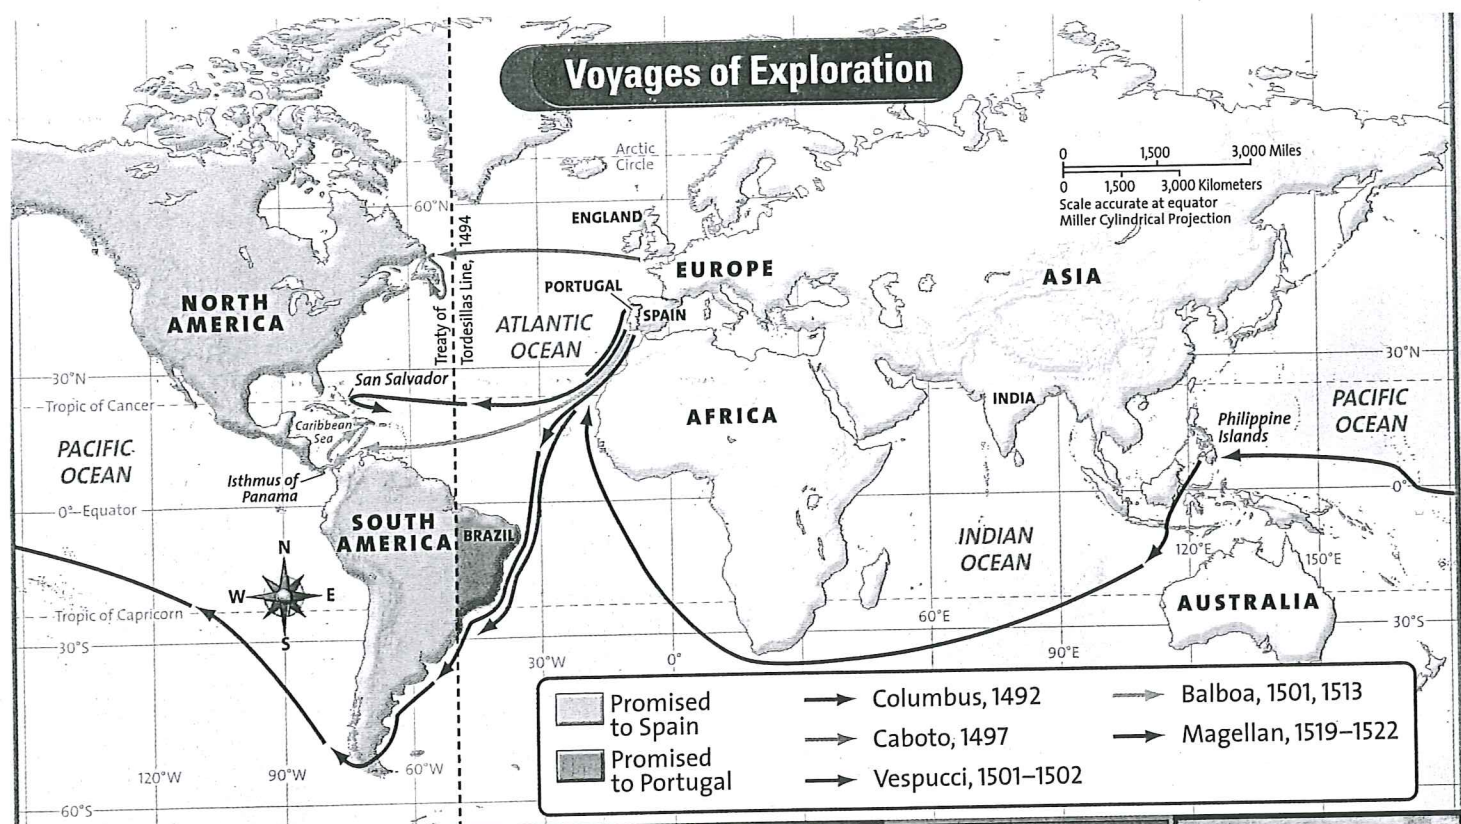 Voyages of Exploration
Arctic
Circle
0 1,500 3,000 Miles
0 1,500 3,000 Kilometers
Scale accurate at equator
Miller Cylindrical Projection
60°N
ENGLAND
Treaty of
Tordesillas Line, 1494
EUROPE
ASIA
PORTUGAL
SPAIN
NORTH
AMERICA
ATLANTIC
OCEAN
30°N
30°N
San Salvador
Tropic of Cancer
Caribbean
Sea
AFRICA
INDIA
PACIFIC
OCEAN
Philippine
Islands
PACIFIC
OCEAN
Isthmus of
Panama
0° Equator
0°
SOUTH
AMERICA
BRAZIL
INDIAN
OCEAN
120°E
150°E
N
W E
S
Tropic of Capricorn
60°E
AUSTRALIA
30°S
30°S
30°W
0°
90°E
120°W
90°W
60°W
60°S
Promised
to Spain
Promised
to Portugal
Columbus, 1492
Caboto, 1497
Vespucci, 1501–1502
Balboa, 1501, 1513
Magellan, 1519–1522